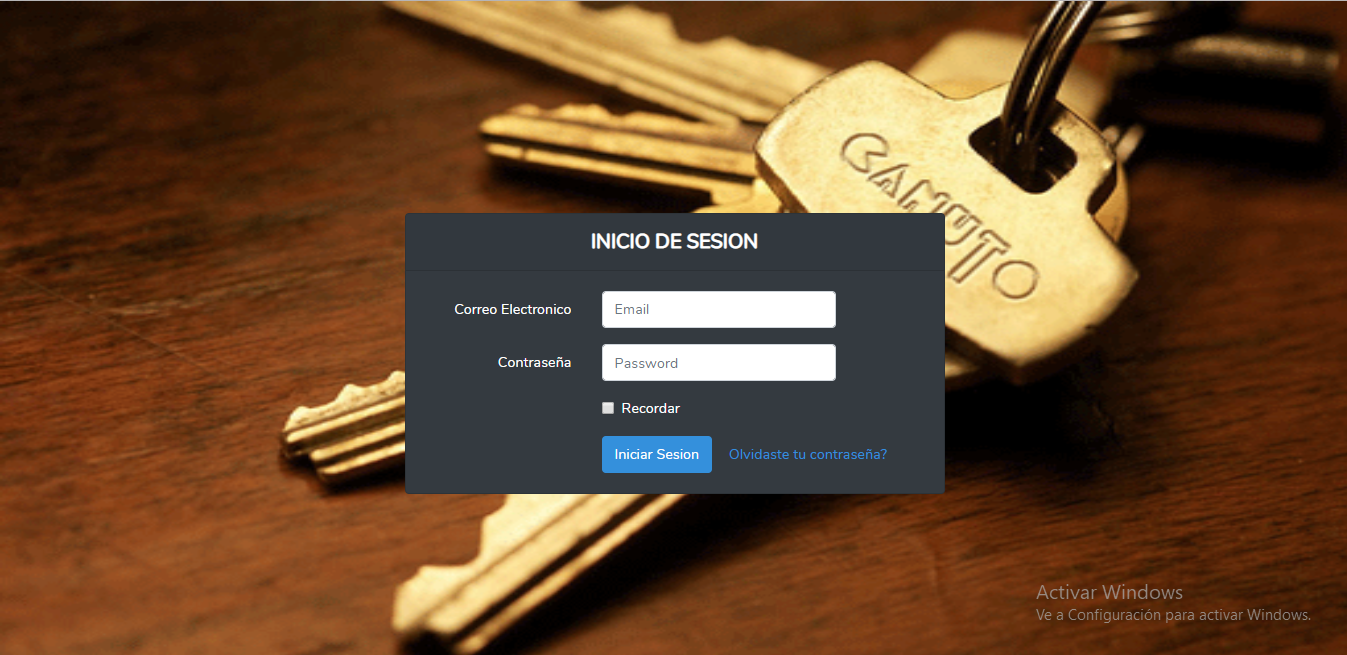 CAMUTO
INICIO DE SESION
Correo Electronico
Email
Contraseña
Password
Recordar
Iniciar Sesion
Olvidaste tu contraseña?
Activar Windows
Ve a Configuración para activar Windows.